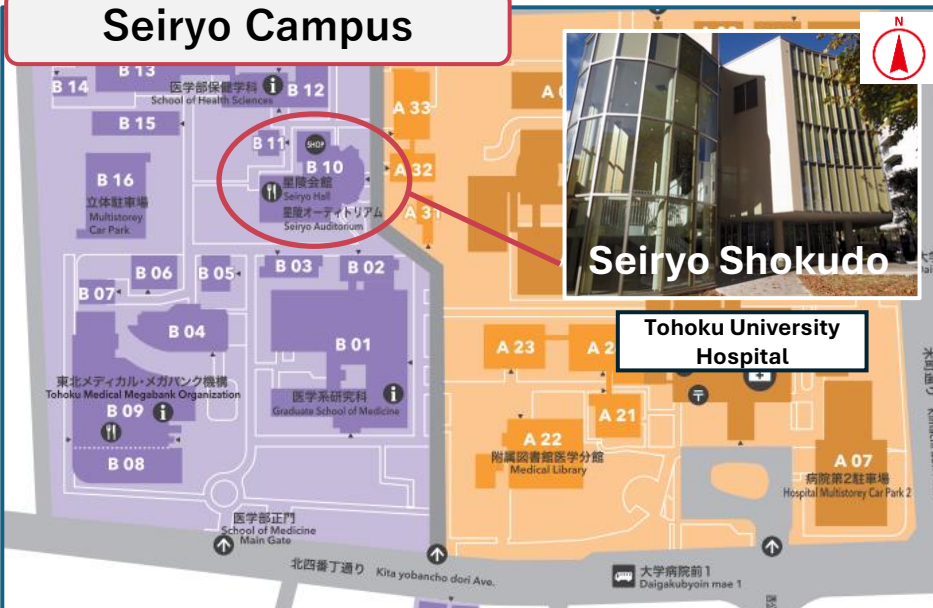 Seiryo Campus
N
B 13
B 14
医学部保健学科
School of Health Sciences
B 12
B 15
B 11
SHOP
B 10
星陵会館
Seiryo Hall
星陵オーディトリアム
Seiryo Auditorium
B 16
立体駐車場
Multistorey
Car Park
A 33
A 32
A 31
Seiryo Shokudo
Tohoku University
Hospital
B 03
B 02
B 06
B 05
B 07
B 04
B 01
東北メディカル・メガバンク機構
Tohoku Medical Megabank Organization
B 09
B 08
医学系研究科
Graduate School of Medicine
A 23
A 21
A 22
附属図書館医学分館
Medical Library
A 07
病院第2駐車場
Hospital Multistorey Car Park 2
医学部正門
School of Medicine
Main Gate
北四番丁通り Kita yobancho dori Ave.
大学病院前1
Daigakubyoin mae 1